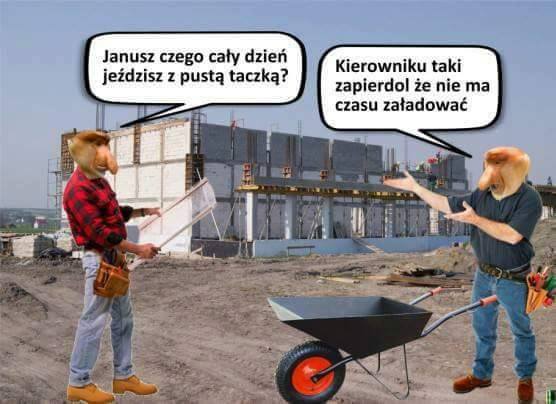 Janusz czego cały dzień
jeździsz z pustą taczką?
Kierowniku taki
zapierdol że nie ma
czasu załadować